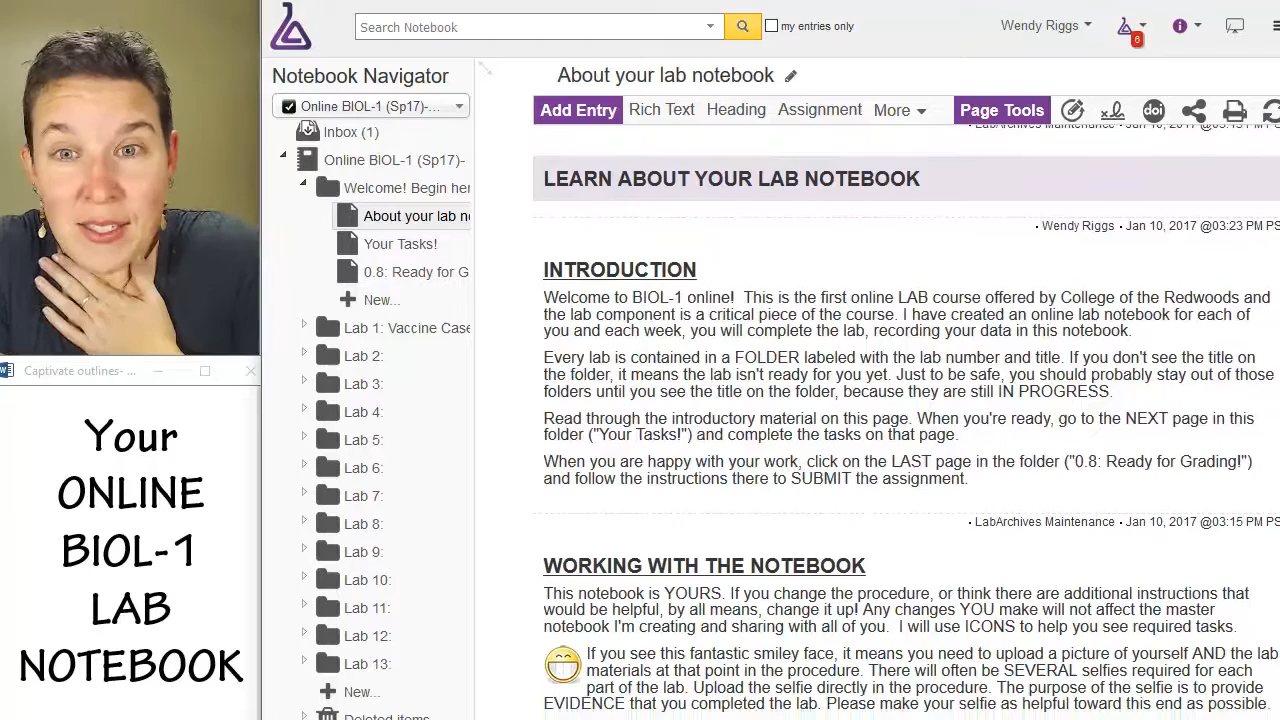 Search Notebook
my entries only
Wendy Riggs
6
Notebook Navigator
Online BIOL-1 (Sp17)-...
Inbox (1)
Online BIOL-1 (Sp17)-
Welcome! Begin her
About your lab n
Your Tasks!
0.8: Ready for G
New...
Lab 1: Vaccine Case
Lab 2:
Lab 3:
Lab 4:
Lab 5:
Lab 6:
Lab 7:
Lab 8:
Lab 9:
Lab 10:
Lab 11:
Lab 12:
Lab 13:
New...
Deleted items
Captivate outlines- ...
Your
ONLINE
BIOL-1
LAB
NOTEBOOK
About your lab notebook
Add Entry Rich Text Heading Assignment More Page Tools doi
LabArchives Maintenance • Jan 10, 2017 @03:15 PM PS
LEARN ABOUT YOUR LAB NOTEBOOK
• Wendy Riggs • Jan 10, 2017 @03:23 PM PS
INTRODUCTION
Welcome to BIOL-1 online! This is the first online LAB course offered by College of the Redwoods and
the lab component is a critical piece of the course. I have created an online lab notebook for each of
you and each week, you will complete the lab, recording your data in this notebook.
Every lab is contained in a FOLDER labeled with the lab number and title. If you don't see the title on
the folder, it means the lab isn't ready for you yet. Just to be safe, you should probably stay out of those
folders until you see the title on the folder, because they are still IN PROGRESS.
Read through the introductory material on this page. When you're ready, go to the NEXT page in this
folder ("Your Tasks!") and complete the tasks on that page.
When you are happy with your work, click on the LAST page in the folder ("0.8: Ready for Grading!")
and follow the instructions there to SUBMIT the assignment.
• LabArchives Maintenance • Jan 10, 2017 @03:15 PM PS
WORKING WITH THE NOTEBOOK
This notebook is YOURS. If you change the procedure, or think there are additional instructions that
would be helpful, by all means, change it up! Any changes YOU make will not affect the master
notebook I'm creating and sharing with all of you. I will use ICONS to help you see required tasks.
If you see this fantastic smiley face, it means you need to upload a picture of yourself AND the lab
materials at that point in the procedure. There will often be SEVERAL selfies required for each
part of the lab. Upload the selfie directly in the procedure. The purpose of the selfie is to provide
EVIDENCE that you completed the lab. Please make your selfie as helpful toward this end as possible.